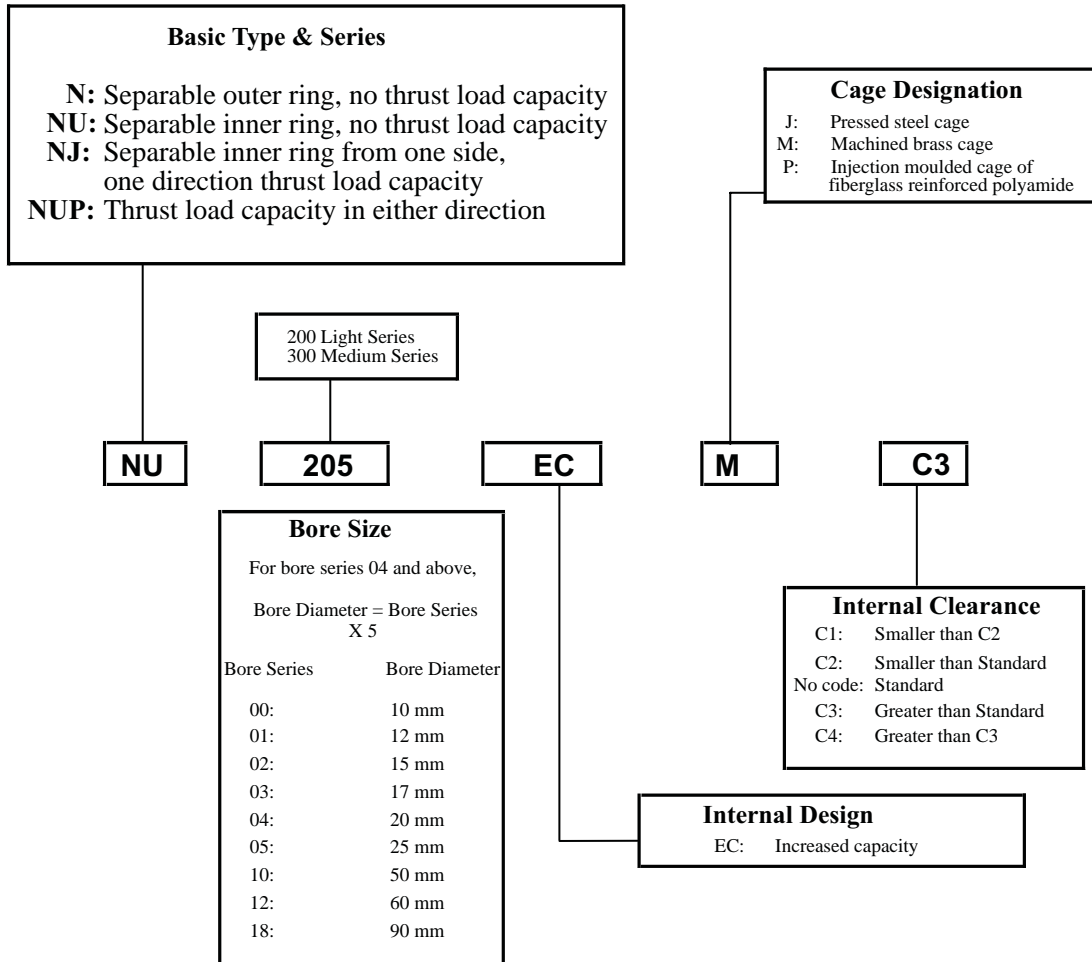 Basic Type & Series
N: Separable outer ring, no thrust load capacity
NU: Separable inner ring, no thrust load capacity
NJ: Separable inner ring from one side,
one direction thrust load capacity
NUP: Thrust load capacity in either direction
Cage Designation
J: Pressed steel cage
M: Machined brass cage
P: Injection moulded cage of
fiberglass reinforced polyamide
200 Light Series
300 Medium Series
NU 205 EC M C3
Bore Size
For bore series 04 and above,
Bore Diameter = Bore Series
X 5
Bore Series Bore Diameter
00: 10 mm
01: 12 mm
02: 15 mm
03: 17 mm
04: 20 mm
05: 25 mm
10: 50 mm
12: 60 mm
18: 90 mm
Internal Clearance
C1: Smaller than C2
C2: Smaller than Standard
No code: Standard
C3: Greater than Standard
C4: Greater than C3
Internal Design
EC: Increased capacity